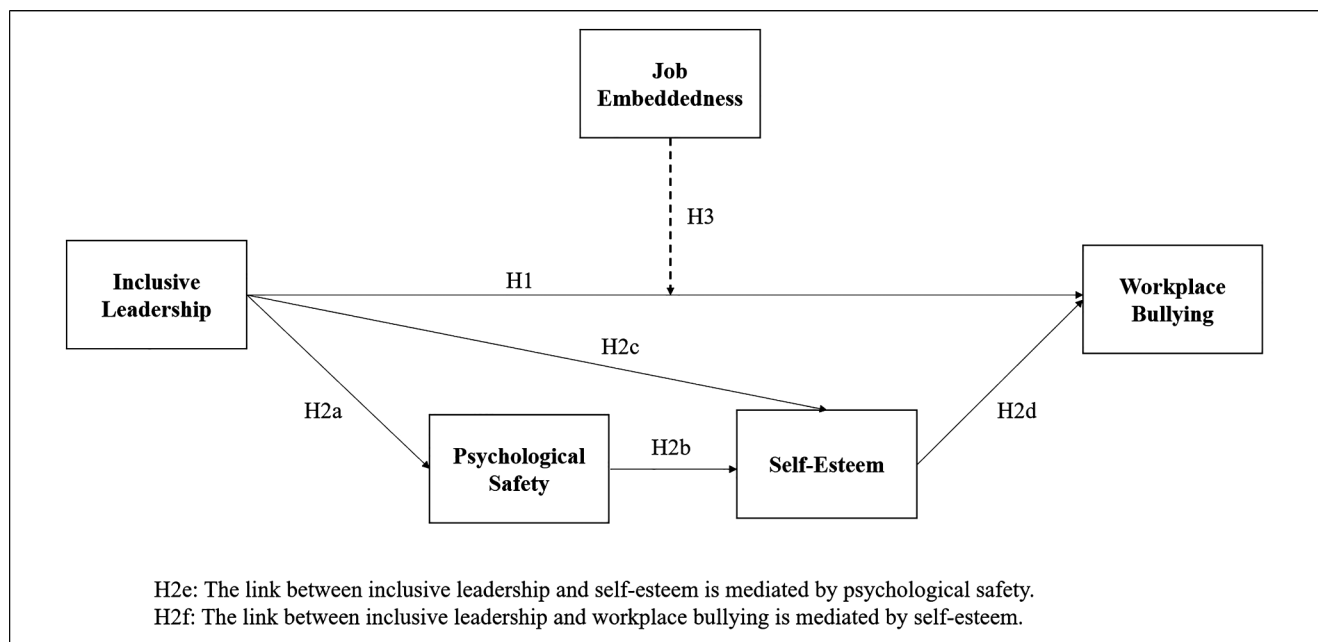 Job
Embeddedness
H3
Inclusive
Leadership
H1
Workplace
Bullying
H2c
H2a
H2d
Psychological
Safety
H2b
Self-Esteem
H2e: The link between inclusive leadership and self-esteem is mediated by psychological safety.
H2f: The link between inclusive leadership and workplace bullying is mediated by self-esteem.